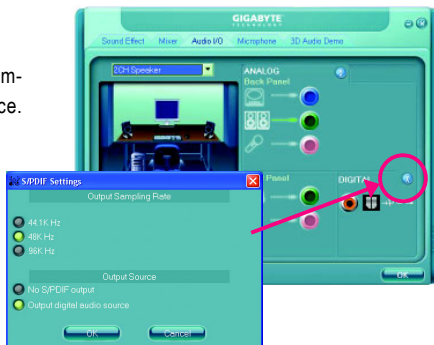 om-
ce.
GIGABYTE
TECHNOLOGY
Sound Effect Mixer Audio I/O Microphone 3D Audio Demo
2CH Speaker
ANALOG
Back Panel
Panel
DIGITAL
OK
S/PDIF Settings
Output Sampling Rate
44.1K Hz
48K Hz
96K Hz
Output Source
No S/PDIF output
Output digital audio source
OK Cancel